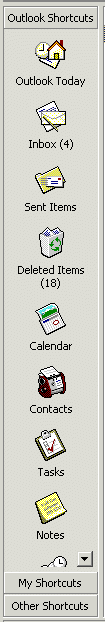 Outlook Shortcuts
Outlook Today
Inbox (4)
Sent Items
Deleted Items
(18)
Calendar
Contacts
Tasks
Notes
My Shortcuts
Other Shortcuts